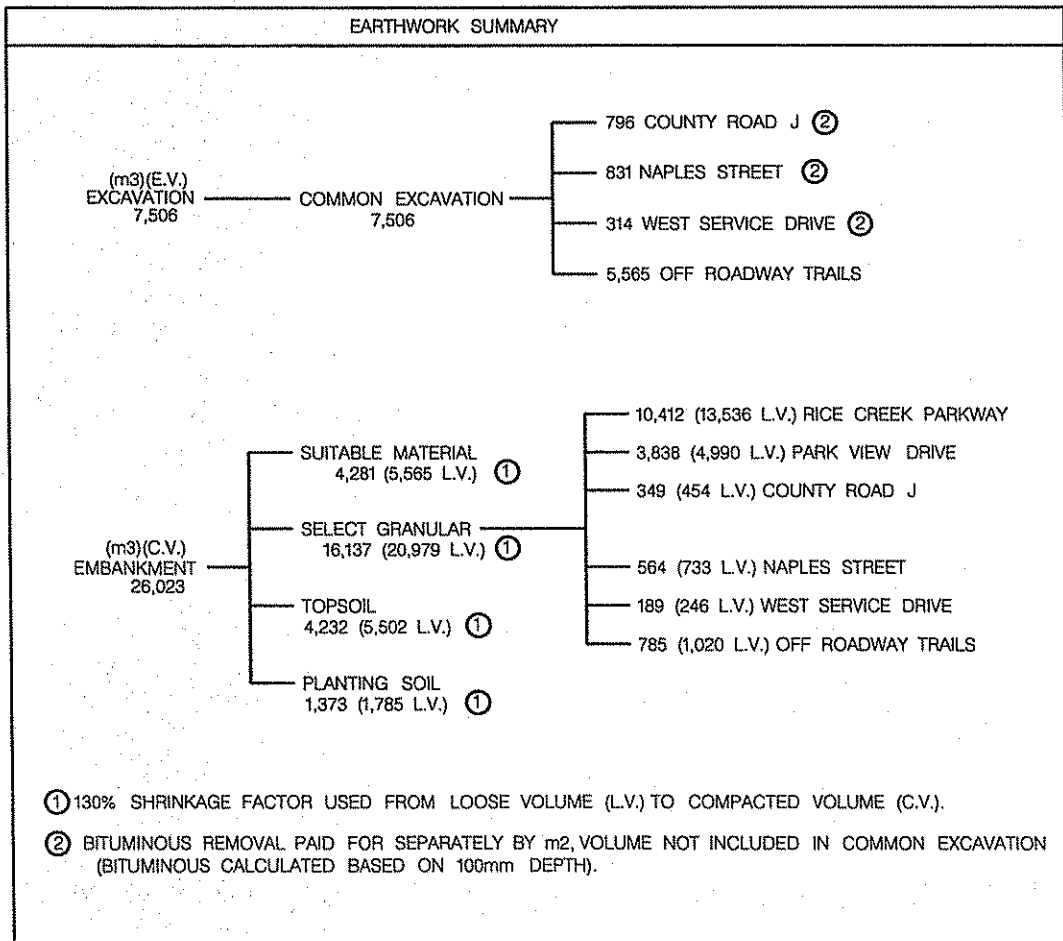 EARTHWORK SUMMARY
(m3)(E.V.)
EXCAVATION
7,506
COMMON EXCAVATION
7,506
796 COUNTY ROAD J ②
831 NAPLES STREET ②
314 WEST SERVICE DRIVE ②
5,565 OFF ROADWAY TRAILS
(m3)(C.V.)
EMBANKMENT
26,023
SUITABLE MATERIAL
4,281 (5,565 L.V.) ①
SELECT GRANULAR
16,137 (20,979 L.V.) ①
TOPSOIL
4,232 (5,502 L.V.) ①
PLANTING SOIL
1,373 (1,785 L.V.) ①
10,412 (13,536 L.V.) RICE CREEK PARKWAY
3,838 (4,990 L.V.) PARK VIEW DRIVE
349 (454 L.V.) COUNTY ROAD J
564 (733 L.V.) NAPLES STREET
189 (246 L.V.) WEST SERVICE DRIVE
785 (1,020 L.V.) OFF ROADWAY TRAILS
① 130% SHRINKAGE FACTOR USED FROM LOOSE VOLUME (L.V.) TO COMPACTED VOLUME (C.V.).
② BITUMINOUS REMOVAL PAID FOR SEPARATELY BY m2, VOLUME NOT INCLUDED IN COMMON EXCAVATION
(BITUMINOUS CALCULATED BASED ON 100mm DEPTH).